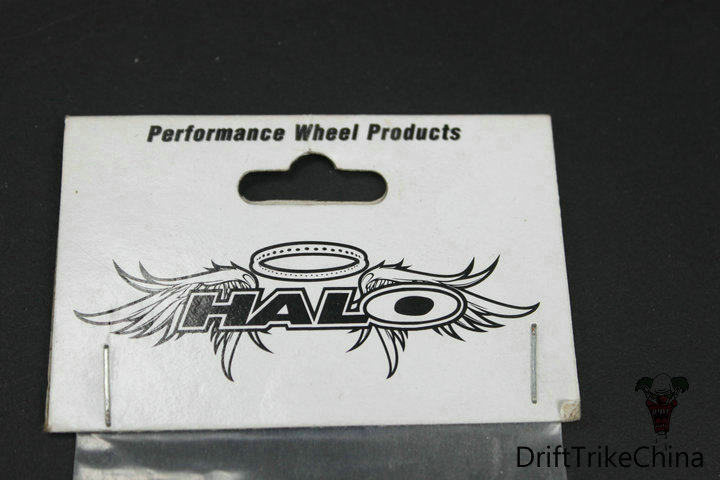 Performance Wheel Products
HALO
DriftTrikeChina